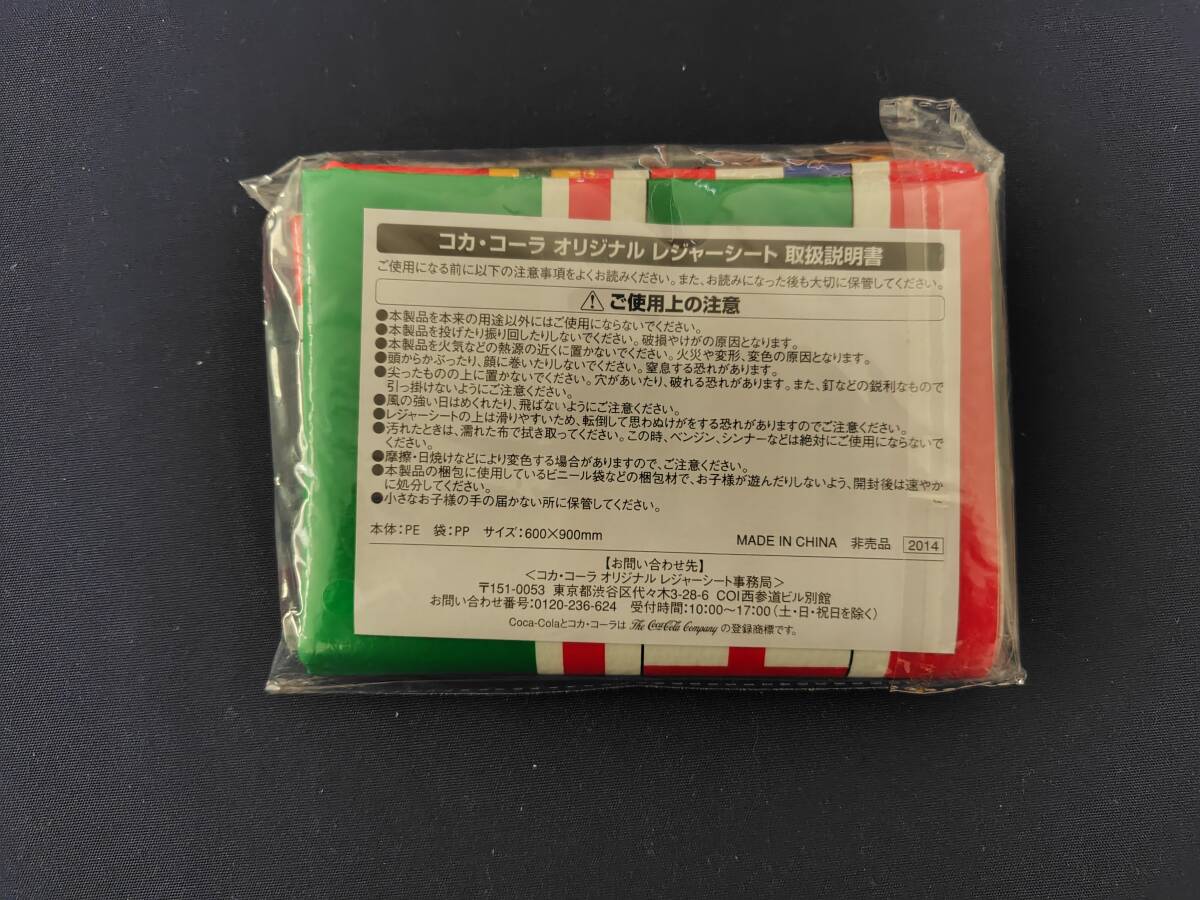 コカ・コーラ オリジナル レジャーシート 取扱説明書
ご使用になる前に以下の注意事項をよくお読みください。また、お読みになった後も大切に保管してください。
⚠ ご使用上の注意
●本製品を本来の用途以外にはご使用にならないでください。
●本製品を投げたり振り回したりしないでください。破損やけがの原因となります。
●本製品を火気などの熱源の近くに置かないでください。火災や変形、変色の原因となります。
●頭からかぶったり、顔に巻いたりしないでください。窒息する恐れがあります。
●尖ったものの上に置かないでください。穴があいたり、破れる恐れがあります。また、釘などの鋭利なもので
引っ掛けないようにご注意ください。
●風の強い日はめくれたり、飛ばないようにご注意ください。
●レジャーシートの上は滑りやすいため、転倒して思わぬけがをする恐れがありますのでご注意ください。
●汚れたときは、濡れた布で拭き取ってください。この時、ベンジン、シンナーなどは絶対にご使用にならないで
ください。
●摩擦・日焼けなどにより変色する場合がありますので、ご注意ください。
●本製品の梱包に使用しているビニール袋などの梱包材で、お子様が遊んだりしないよう、開封後は速やか
に処分してください。
●小さなお子様の手の届かない所に保管してください。
本体:PE 袋:PP サイズ:600×900mm
MADE IN CHINA 非売品 2014
【お問い合わせ先】
＜コカ・コーラ オリジナル レジャーシート事務局＞
〒151-0053 東京都渋谷区代々木3-28-6 COI西参道ビル別館
お問い合わせ番号:0120-236-624 受付時間:10:00〜17:00(土・日・祝日を除く)
Coca-Colaとコカ・コーラは The Coca-Cola Company の登録商標です。